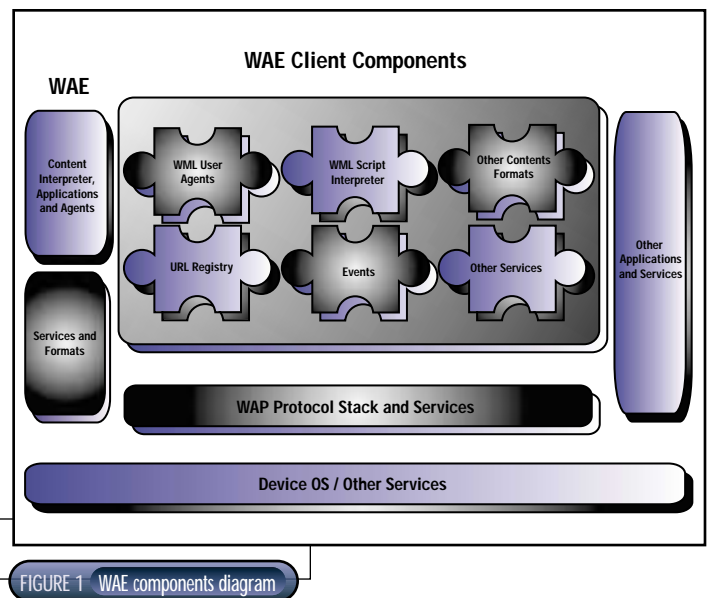 WAE Client Components
WAE
Content
Interpreter,
Applications
and Agents
WML User
Agents
WML Script
Interpreter
Other Contents
Formats
Other
Applications
and Services
URL Registry
Events
Other Services
Services and
Formats
WAP Protocol Stack and Services
Device OS / Other Services
FIGURE 1 WAE components diagram